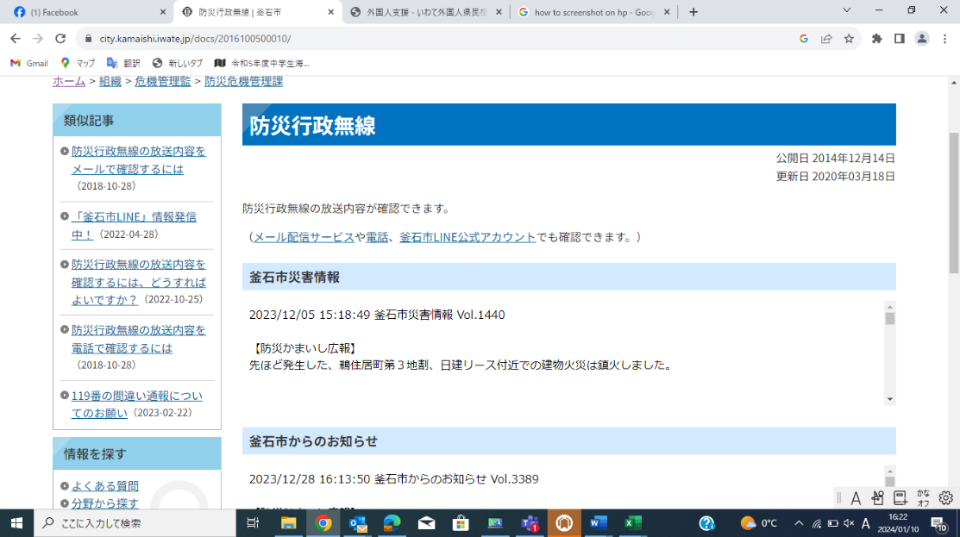 (1) Facebook
防災行政無線 | 釜石市
外国人支援 - いわて外国人県民相
how to screenshot on hp - Goog
city.kamaishi.iwate.jp/docs/2016100500010/
Gmail
マップ
翻訳
新しいタブ
令和5年度中学生海...
ホーム > 組織 > 危機管理監 > 防災危機管理課
類似記事
防災行政無線の放送内容を
メールで確認するには
（2018-10-28）
「釜石市LINE」情報発信
中！（2022-04-28）
防災行政無線の放送内容を
確認するには、どうすれば
よいですか？（2022-10-25）
防災行政無線の放送内容を
電話で確認するには
（2018-10-28）
119番の間違い通報につい
てのお願い（2023-02-22）
情報を探す
よくある質問
分野から探す
防災行政無線
公開日 2014年12月14日
更新日 2020年03月18日
防災行政無線の放送内容が確認できます。
（メール配信サービスや電話、釜石市LINE公式アカウントでも確認できます。）
釜石市災害情報
2023/12/05 15:18:49 釜石市災害情報 Vol.1440
【防災かまいし広報】
先ほど発生した、鵜住居町第３地割、日建リース付近での建物火災は鎮火しました。
釜石市からのお知らせ
2023/12/28 16:13:50 釜石市からのお知らせ Vol.3389
A
かな
オフ
ここに入力して検索
0°C
A
16:22
2024/01/10
10